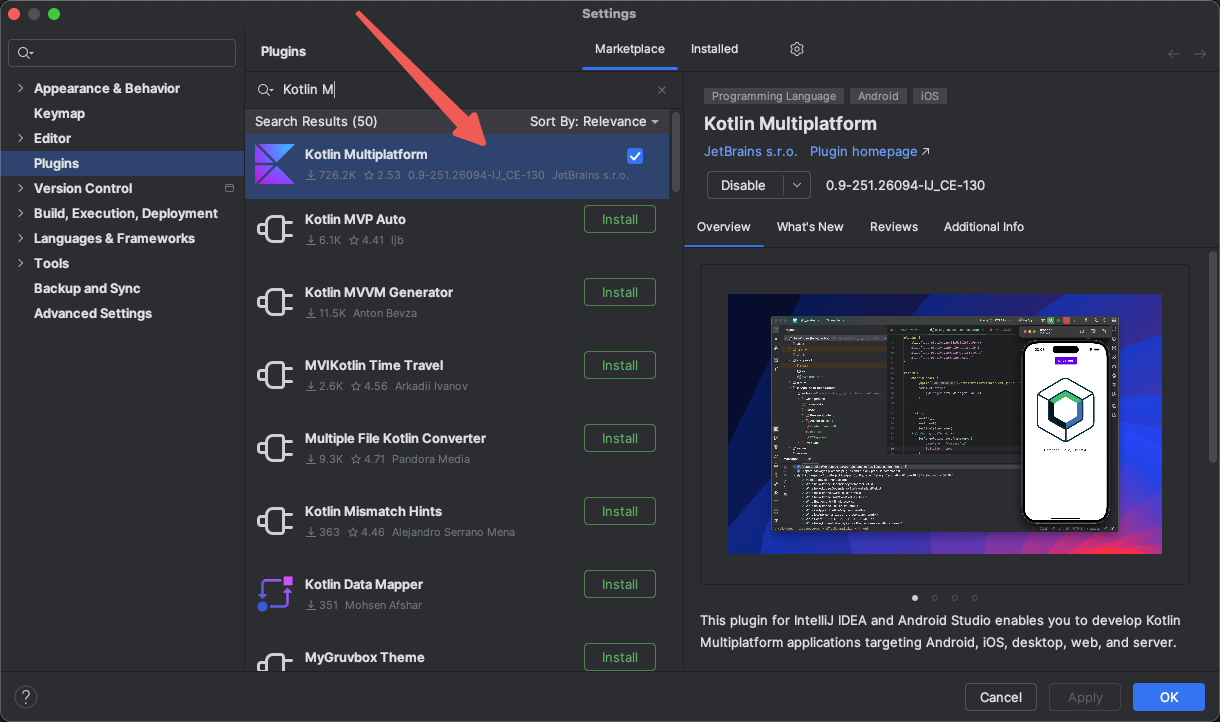 Settings
Appearance & Behavior
Keymap
Editor
Plugins
Version Control
Build, Execution, Deployment
Languages & Frameworks
Tools
Backup and Sync
Advanced Settings
Plugins
Marketplace
Installed
Kotlin M
Search Results (50)
Sort By: Relevance
Kotlin Multiplatform
726.2K 2.53 0.9-251.26094-IJ_CE-130 JetBrains s.r.o.
Kotlin MVP Auto
6.1K 4.41 ljb
Install
Kotlin MVVM Generator
11.5K Anton Bevza
Install
MVIKotlin Time Travel
2.6K 4.56 Arkadii Ivanov
Install
Multiple File Kotlin Converter
9.3K 4.71 Pandora Media
Install
Kotlin Mismatch Hints
363 4.46 Alejandro Serrano Mena
Install
Kotlin Data Mapper
351 Mohsen Afshar
Install
MyGruvbox Theme
Install
Programming Language
Android
iOS
Kotlin Multiplatform
JetBrains s.r.o. Plugin homepage
Disable
0.9-251.26094-IJ_CE-130
Overview
What's New
Reviews
Additional Info
This plugin for IntelliJ IDEA and Android Studio enables you to develop Kotlin
Multiplatform applications targeting Android, iOS, desktop, web, and server.
?
Cancel
Apply
OK